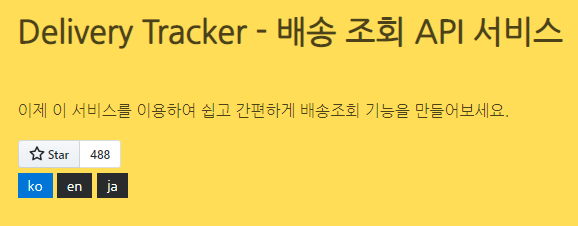 Delivery Tracker - 배송 조회 API 서비스
이제 이 서비스를 이용하여 쉽고 간편하게 배송조회 기능을 만들어보세요.
Star 488
ko en ja